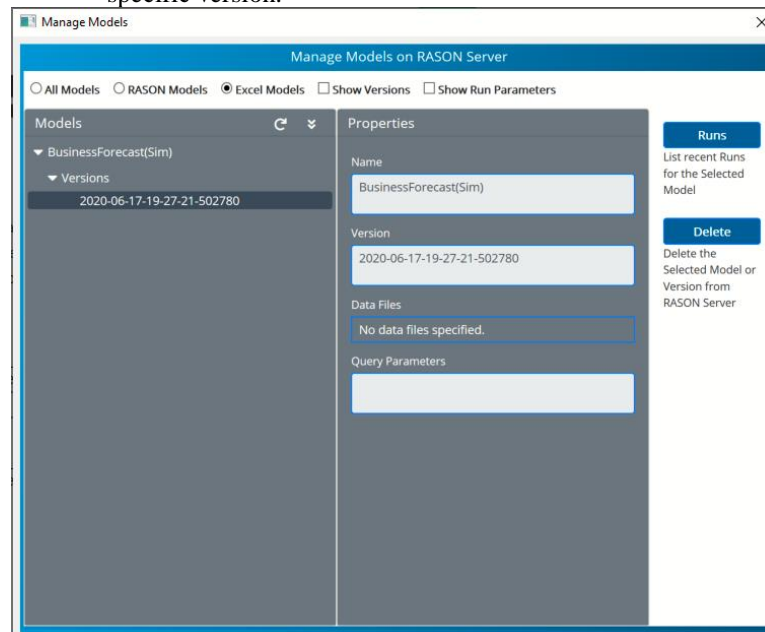 specific version.
Manage Models
Manage Models on RASON Server
All Models RASON Models Excel Models Show Versions Show Run Parameters
Models
BusinessForecast(Sim)
Versions
2020-06-17-19-27-21-502780
Properties
Name
BusinessForecast(Sim)
Version
2020-06-17-19-27-21-502780
Data Files
No data files specified.
Query Parameters
Runs
List recent Runs
for the Selected
Model
Delete
Delete the
Selected Model or
Version from
RASON Server